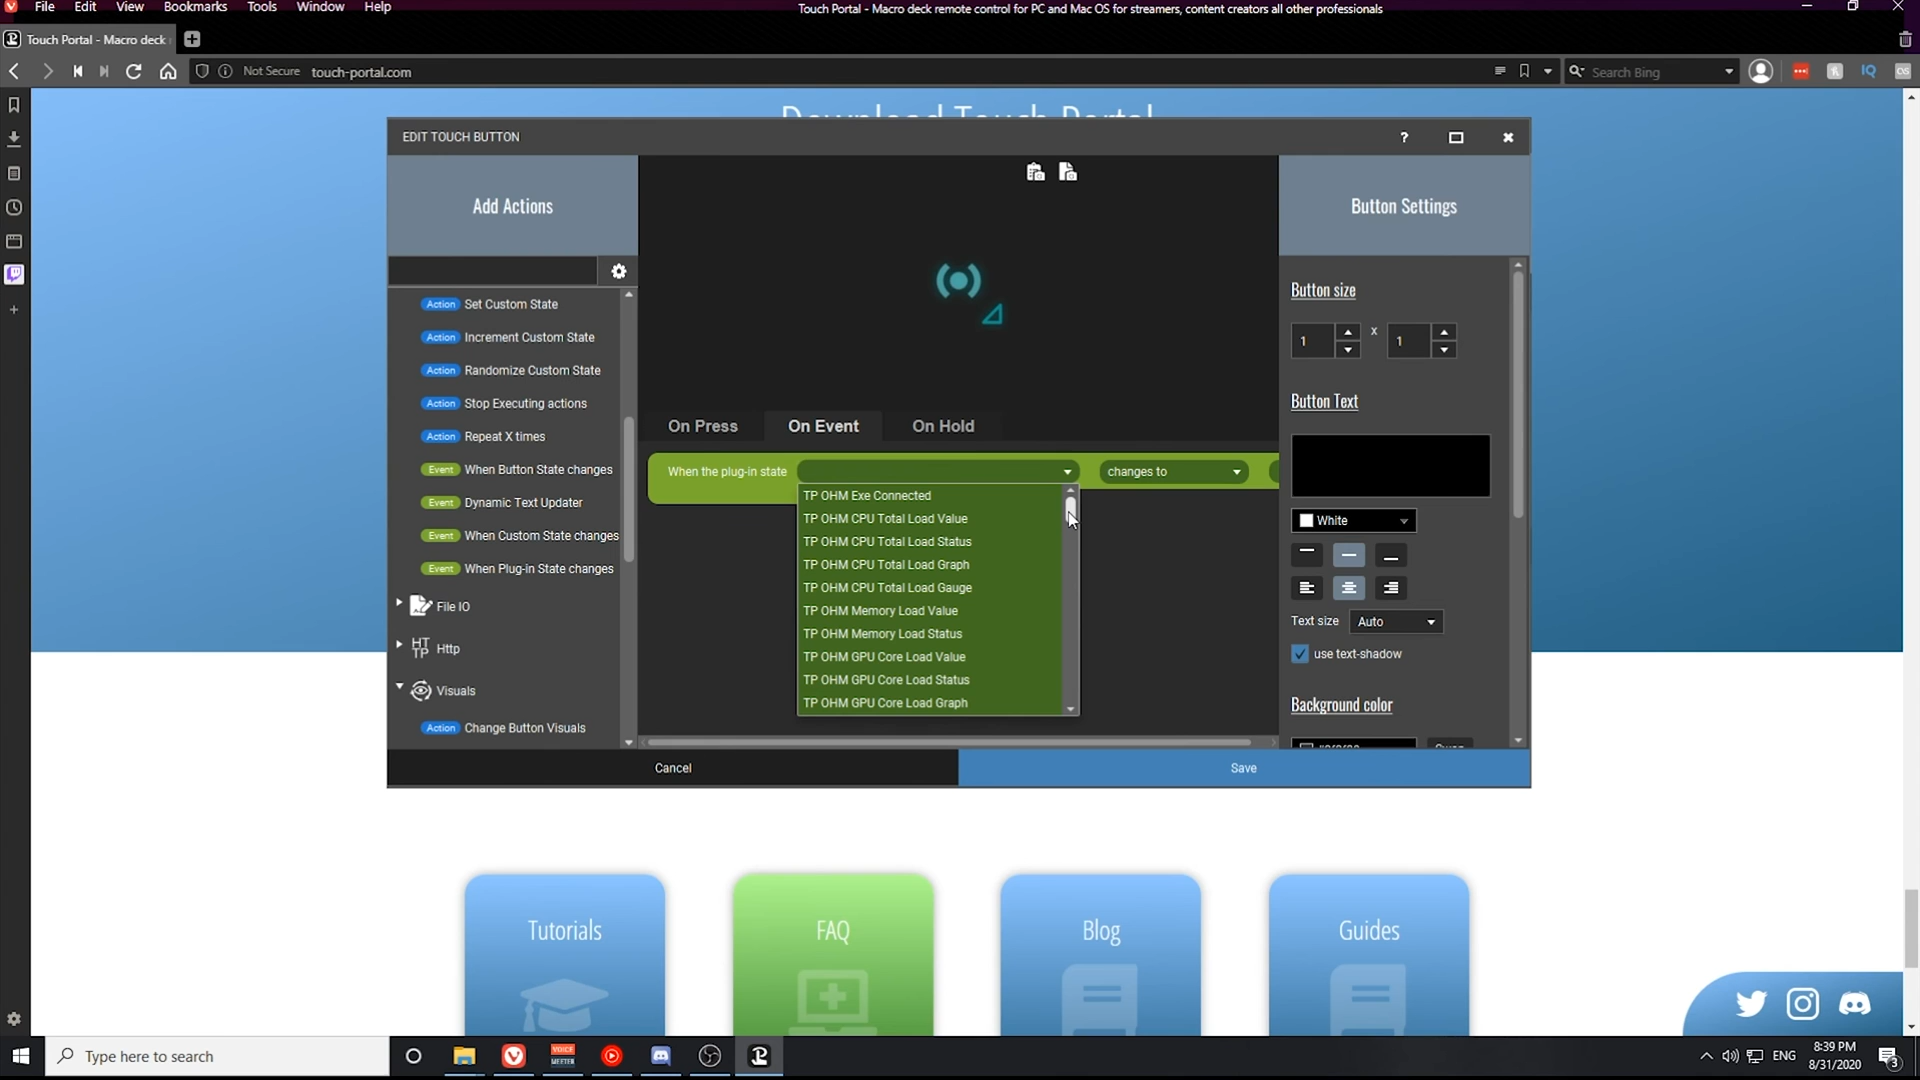 File Edit View Bookmarks Tools Window Help
Touch Portal - Macro deck remote control for PC and Mac OS for streamers, content creators all other professionals
Touch Portal - Macro deck
Not Secure touch-portal.com
Search Bing
IQ
Download Touch Portal
EDIT TOUCH BUTTON
?
Add Actions
Button Settings
Action Set Custom State
Action Increment Custom State
Action Randomize Custom State
Action Stop Executing actions
Action Repeat X times
Event When Button State changes
Event Dynamic Text Updater
Event When Custom State changes
Event When Plug-in State changes
File IO
HT TP Http
Visuals
Action Change Button Visuals
On Press On Event On Hold
When the plug-in state
changes to
TP OHM Exe Connected
TP OHM CPU Total Load Value
TP OHM CPU Total Load Status
TP OHM CPU Total Load Graph
TP OHM CPU Total Load Gauge
TP OHM Memory Load Value
TP OHM Memory Load Status
TP OHM GPU Core Load Value
TP OHM GPU Core Load Status
TP OHM GPU Core Load Graph
Button size
1 x 1
Button Text
White
Text size Auto
use text-shadow
Background color
Cancel
Save
Tutorials
FAQ
Blog
Guides
Type here to search
VOICE MEETER
ENG
8:39 PM
8/31/2020
3